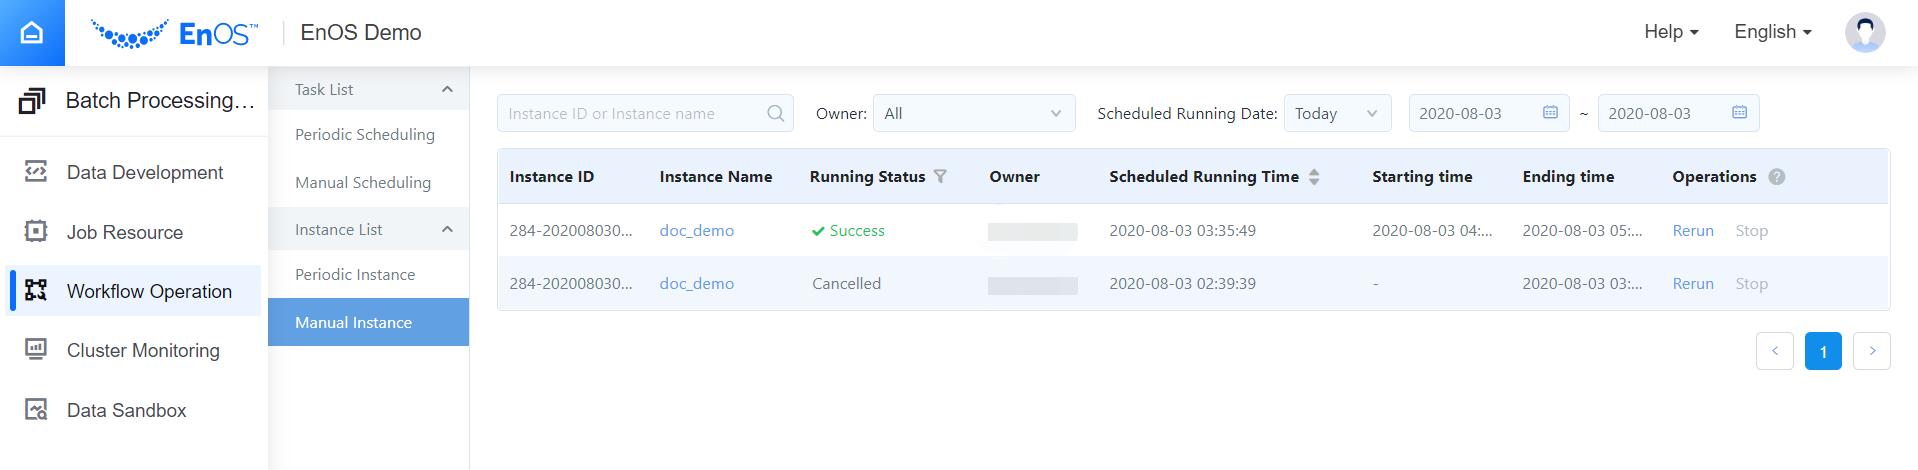 EnOS™ EnOS Demo Help English
Batch Processing...
Data Development
Job Resource
Workflow Operation
Cluster Monitoring
Data Sandbox
Task List
Periodic Scheduling
Manual Scheduling
Instance List
Periodic Instance
Manual Instance
Instance ID or Instance name Owner: All Scheduled Running Date: Today 2020-08-03 ~ 2020-08-03
Instance ID Instance Name Running Status Owner Scheduled Running Time Starting time Ending time Operations ?
284-202008030... doc_demo Success 2020-08-03 03:35:49 2020-08-03 04:... 2020-08-03 05:... Rerun Stop
284-202008030... doc_demo Cancelled 2020-08-03 02:39:39 - 2020-08-03 03:... Rerun Stop
< 1 >